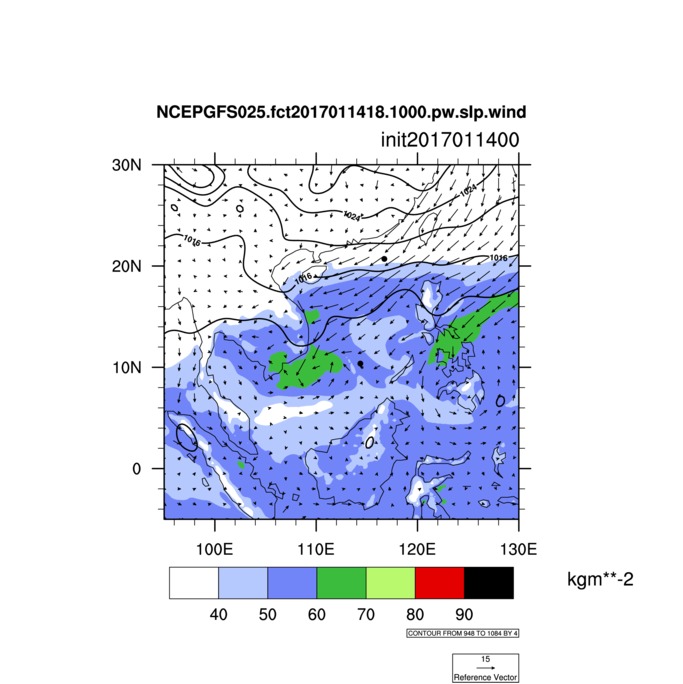 NCEPGFS025.fct2017011418.1000.pw.slp.wind
init2017011400
30N
20N
10N
0
1024
1024
1016
1016
1016
100E
110E
120E
130E
40
50
60
70
80
90
kgm**-2
CONTOUR FROM 948 TO 1084 BY 4
15
Reference Vector